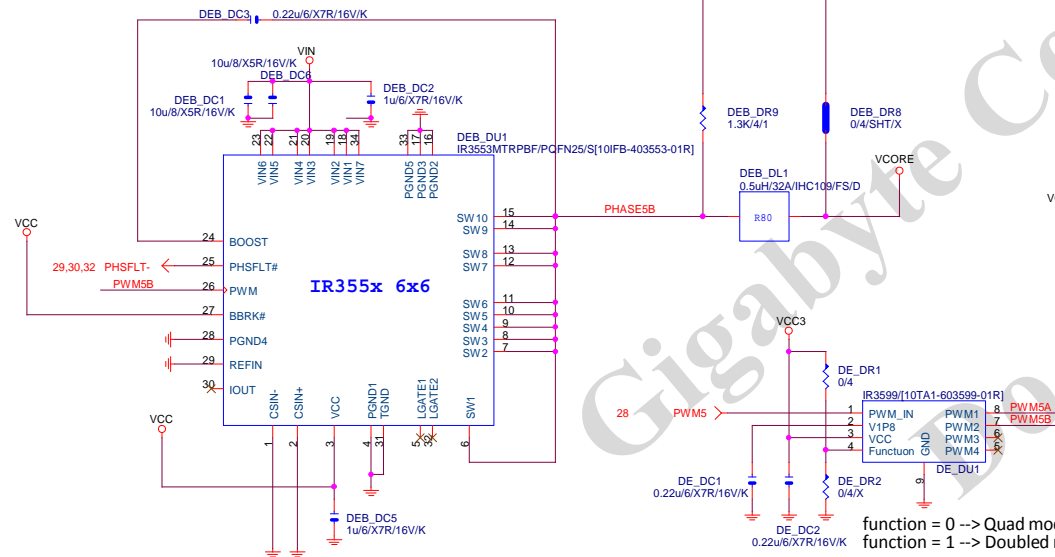 DEB_DC3 0.22u/6/X7R/16V/K
VIN
10u/8/X5R/16V/K
DEB_DC6
DEB_DC1
10u/8/X5R/16V/K
DEB_DC2
1u/6/X7R/16V/K
DEB_DU1
IR3553MTRPBF/PQFN25/S[10IFB-403553-01R]
23 22 21 20 19 18 34 33 17 16
VIN6 VIN5 VIN4 VIN3 VIN2 VIN1 VIN7 PGND5 PGND3 PGND2
DEB_DR9
1.3K/4/1
DEB_DR8
0/4/SHT/X
VCORE
DEB_DL1
0.5uH/32A/IHC109/FS/D
R80
PHASE5B
VCC
24 BOOST
29,30,32 PHSFLT- 25 PHSFLT#
PWM5B 26 PWM
27 BBRK#
28 PGND4
29 REFIN
30 IOUT
IR355x 6x6
SW10 15
SW9 14
SW8 13
SW7 12
SW6 11
SW5 10
SW4 9
SW3 8
SW2 7
CSIN- CSIN+ VCC PGND1 TGND LGATE1 LGATE2 SW1
1 2 3 4 31 5 32 6
VCC
DEB_DC5
1u/6/X7R/16V/K
VCC3
DE_DR1
0/4
IR3599/[10TA1-603599-01R]
28 PWM5
1 PWM_IN PWM1 8 PWM5A
2 V1P8 PWM2 7 PWM5B
3 VCC PWM3 6
4 Functuon PWM4 5
GND
9
DE_DU1
DE_DC1
0.22u/6/X7R/16V/K
DE_DR2
0/4/X
DE_DC2
0.22u/6/X7R/16V/K
function = 0 --> Quad mo
function = 1 --> Doubled
Gigabyte Co
Do